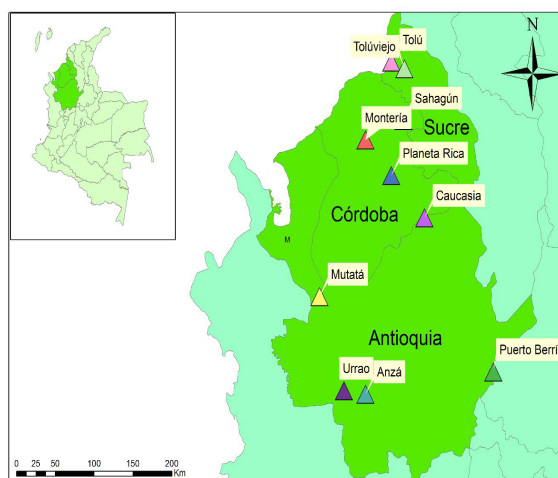 N
Tolú
Tolúviejo
Sahagún
Montería
Sucre
Planeta Rica
Caucasia
Córdoba
M
Mutatá
Antioquia
Puerto Berrí
Urrao
Anzá
0 25 50 100 150 200
Km